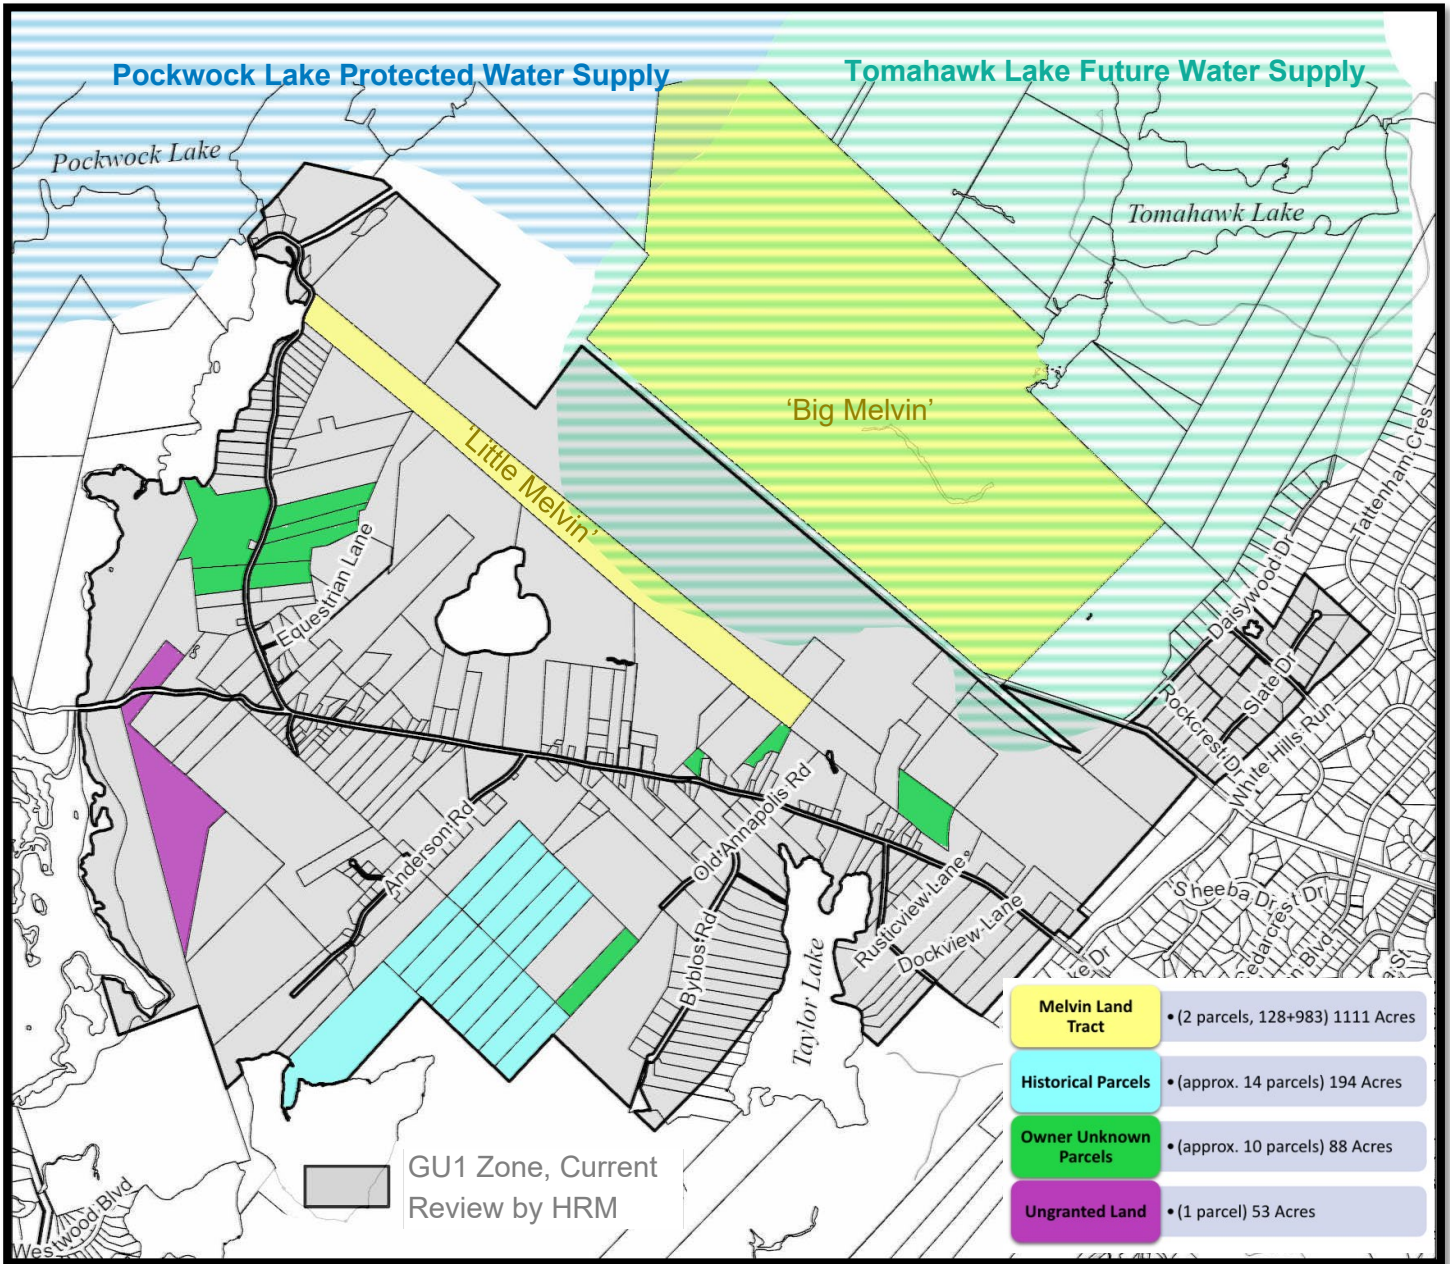 Pockwock Lake Protected Water Supply
Tomahawk Lake Future Water Supply
Pockwock Lake
Tomahawk Lake
'Big Melvin'
'Little Melvin'
Tattenham Cres
Equestrian Lane
Daisywood Dr
Slate Dr
Rockcrest Dr
White Hills Run
Anderson Rd
Old Annapolis Rd
Sheeba Dr
Rusticview Lane
Dockview Lane
Byblos Rd
Taylor Lake
Westwood Blvd
GU1 Zone, Current
Review by HRM
Melvin Land
Tract
• (2 parcels, 128+983) 1111 Acres
Historical Parcels
• (approx. 14 parcels) 194 Acres
Owner Unknown
Parcels
• (approx. 10 parcels) 88 Acres
Ungranted Land
• (1 parcel) 53 Acres